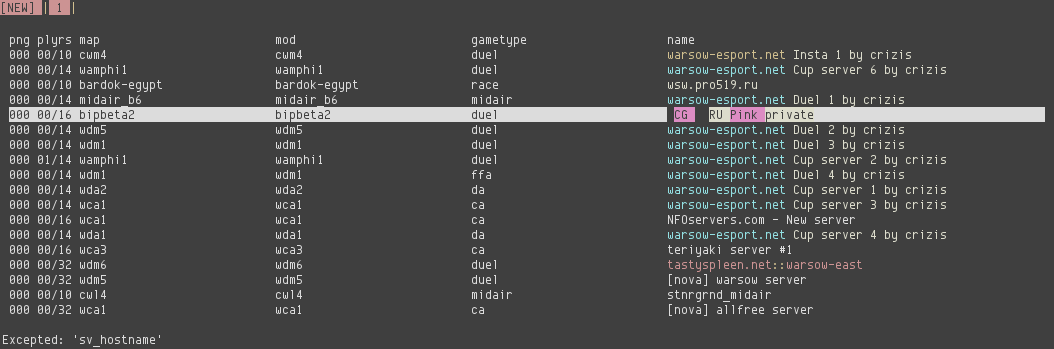 [NEW] | 1 |
png plyrs map mod gametype name
000 00/10 cwm4 cwm4 duel warsow-esport.net Insta 1 by crizis
000 00/14 wamphi1 wamphi1 duel warsow-esport.net Cup server 6 by crizis
000 00/10 bardok-egypt bardok-egypt race wsw.pro519.ru
000 00/14 midair_b6 midair_b6 midair warsow-esport.net Duel 1 by crizis
000 00/16 bipbeta2 bipbeta2 duel CG RU Pink private
000 00/14 wdm5 wdm5 duel warsow-esport.net Duel 2 by crizis
000 00/14 wdm1 wdm1 duel warsow-esport.net Duel 3 by crizis
000 01/14 wamphi1 wamphi1 duel warsow-esport.net Cup server 2 by crizis
000 00/14 wdm1 wdm1 ffa warsow-esport.net Duel 4 by crizis
000 00/14 wda2 wda2 da warsow-esport.net Cup server 1 by crizis
000 00/14 wca1 wca1 ca warsow-esport.net Cup server 3 by crizis
000 00/16 wca1 wca1 ca NFOservers.com - New server
000 00/14 wda1 wda1 da warsow-esport.net Cup server 4 by crizis
000 00/16 wca3 wca3 ca teriyaki server #1
000 00/32 wdm6 wdm6 duel tastyspleen.net::warsow-east
000 00/32 wdm5 wdm5 duel [nova] warsow server
000 00/10 cwl4 cwl4 midair stnrgrnd_midair
000 00/32 wca1 wca1 ca [nova] allfree server
Excepted: 'sv_hostname'